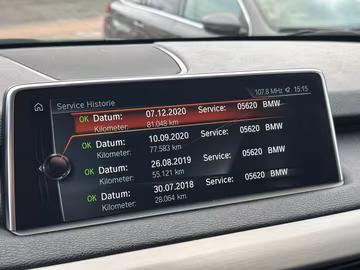 107.8 MHz 15:15
Service Historie
OK Datum: 07.12.2020 Service: 05620 BMW
Kilometer: 81.048 km
OK Datum: 10.09.2020 Service: 05620 BMW
Kilometer: 77.583 km
OK Datum: 26.08.2019 Service: 05620 BMW
Kilometer: 55.121 km
OK Datum: 30.07.2018 Service: 05620 BMW
Kilometer: 28.064 km